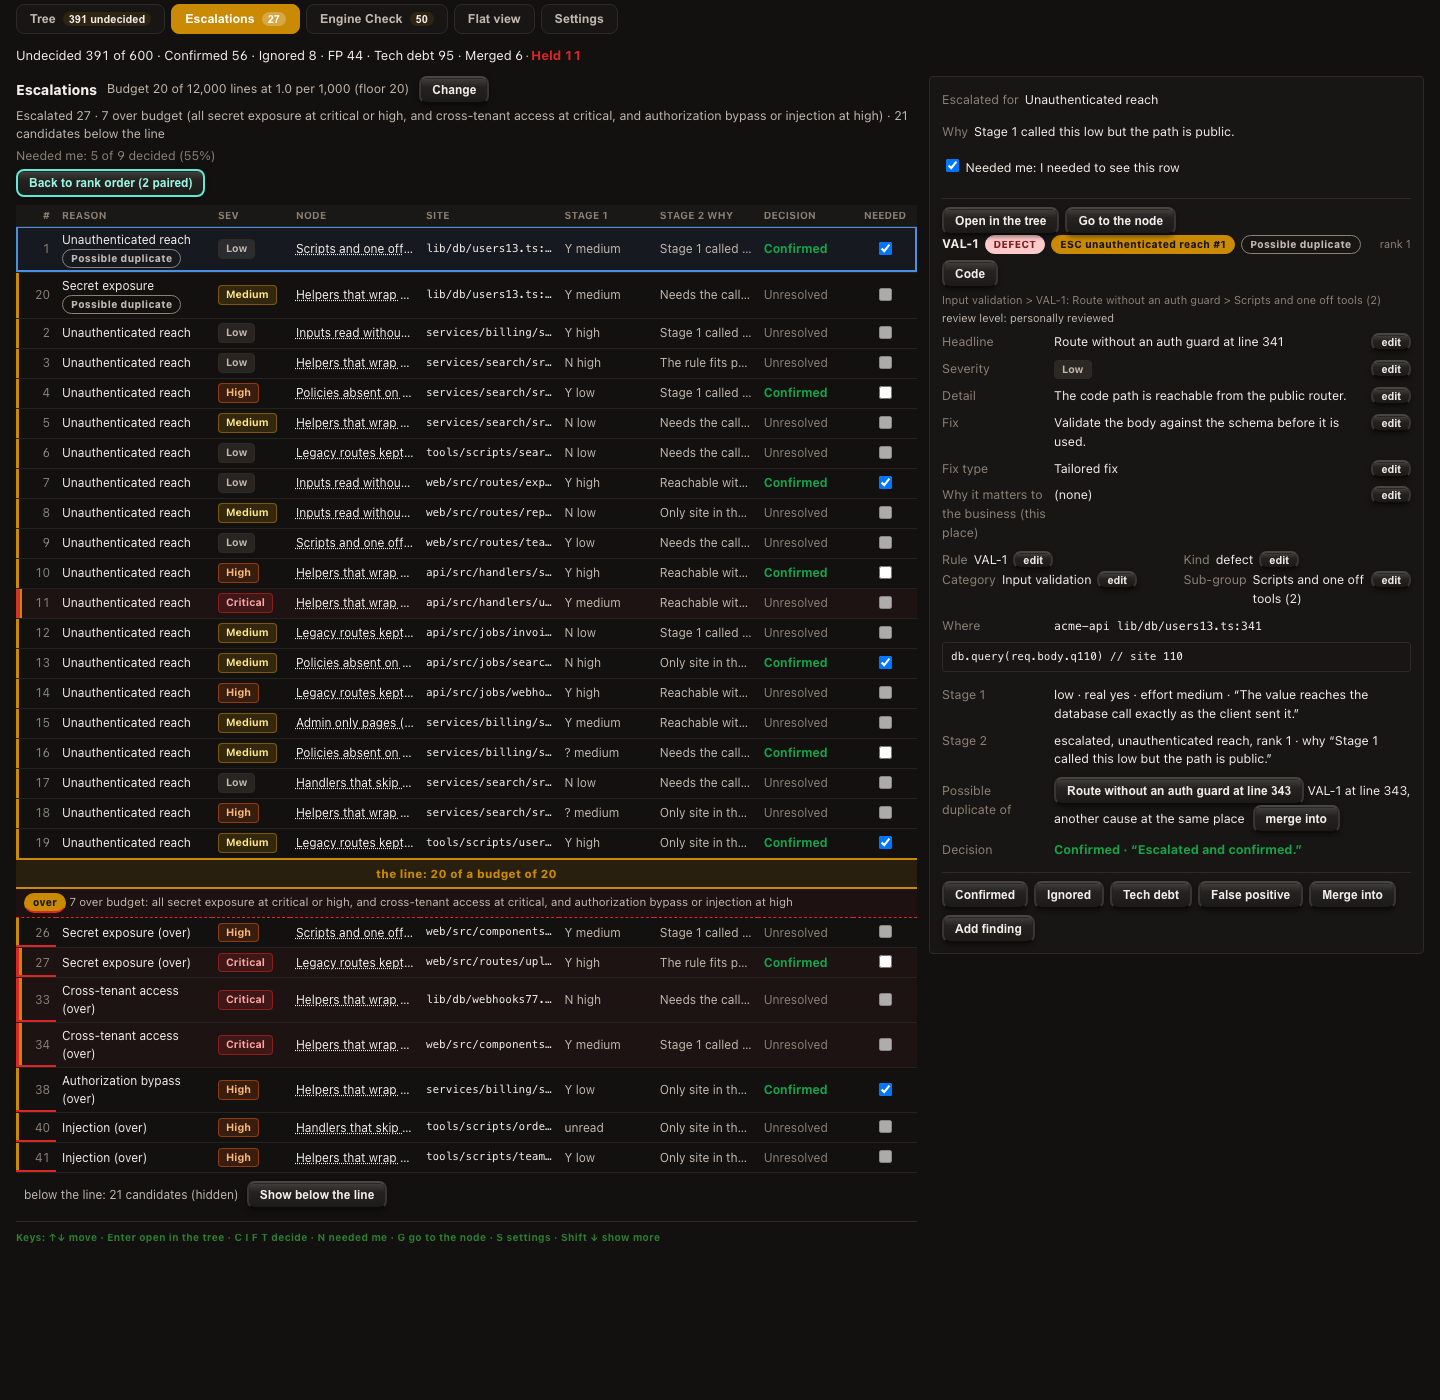 Tree 391 undecided Escalations 27 Engine Check 50 Flat view Settings
Undecided 391 of 600 · Confirmed 56 · Ignored 8 · FP 44 · Tech debt 95 · Merged 6 · Held 11
Escalations Budget 20 of 12,000 lines at 1.0 per 1,000 (floor 20) Change
Escalated 27 · 7 over budget (all secret exposure at critical or high, and cross-tenant access at critical, and authorization bypass or injection at high) · 21
candidates below the line
Needed me: 5 of 9 decided (55%)
Back to rank order (2 paired)
# REASON SEV NODE SITE STAGE 1 STAGE 2 WHY DECISION NEEDED
1 Unauthenticated reach Low Scripts and one off... lib/db/users13.ts:... Y medium Stage 1 called ... Confirmed
Possible duplicate
20 Secret exposure Medium Helpers that wrap ... lib/db/users13.ts:... Y medium Needs the call... Unresolved
Possible duplicate
2 Unauthenticated reach Low Inputs read withou... services/billing/s... Y high Stage 1 called ... Unresolved
3 Unauthenticated reach Low Helpers that wrap ... services/search/sr... N high The rule fits p... Unresolved
4 Unauthenticated reach High Policies absent on ... services/search/sr... Y low Stage 1 called ... Confirmed
5 Unauthenticated reach Medium Helpers that wrap ... services/search/sr... N low Needs the call... Unresolved
6 Unauthenticated reach Low Legacy routes kept... tools/scripts/sear... N low Needs the call... Unresolved
7 Unauthenticated reach Low Inputs read withou... web/src/routes/exp... Y high Reachable wit... Confirmed
8 Unauthenticated reach Medium Inputs read withou... web/src/routes/rep... N low Only site in th... Unresolved
9 Unauthenticated reach Low Scripts and one off... web/src/routes/tea... Y low Needs the call... Unresolved
10 Unauthenticated reach High Helpers that wrap ... api/src/handlers/s... Y high Reachable wit... Confirmed
11 Unauthenticated reach Critical Helpers that wrap ... api/src/handlers/u... Y medium Reachable wit... Unresolved
12 Unauthenticated reach Medium Legacy routes kept... api/src/jobs/invoi... N low Stage 1 called ... Unresolved
13 Unauthenticated reach Medium Policies absent on ... api/src/jobs/searc... N high Only site in th... Confirmed
14 Unauthenticated reach High Legacy routes kept... api/src/jobs/webho... Y high Reachable wit... Unresolved
15 Unauthenticated reach Medium Admin only pages (... services/billing/s... Y medium Reachable wit... Unresolved
16 Unauthenticated reach Medium Policies absent on ... services/billing/s... ? medium Needs the call... Confirmed
17 Unauthenticated reach Low Handlers that skip ... services/search/sr... N low Needs the call... Unresolved
18 Unauthenticated reach High Helpers that wrap ... services/search/sr... ? medium Only site in th... Unresolved
19 Unauthenticated reach Medium Legacy routes kept... tools/scripts/user... Y high Only site in th... Confirmed
the line: 20 of a budget of 20
over 7 over budget: all secret exposure at critical or high, and cross-tenant access at critical, and authorization bypass or injection at high
26 Secret exposure (over) High Scripts and one off... web/src/components... Y medium Stage 1 called ... Unresolved
27 Secret exposure (over) Critical Legacy routes kept... web/src/routes/upl... Y high The rule fits p... Confirmed
33 Cross-tenant access (over) Critical Helpers that wrap ... lib/db/webhooks77.... N high Needs the call... Unresolved
34 Cross-tenant access (over) Critical Helpers that wrap ... web/src/components... Y medium Stage 1 called ... Unresolved
38 Authorization bypass (over) High Helpers that wrap ... services/billing/s... Y low Only site in th... Confirmed
40 Injection (over) High Handlers that skip ... tools/scripts/orde... unread Only site in th... Unresolved
41 Injection (over) High Helpers that wrap ... tools/scripts/team... Y low Only site in th... Unresolved
below the line: 21 candidates (hidden) Show below the line
Keys: ↑↓ move · Enter open in the tree · C I F T decide · N needed me · G go to the node · S settings · Shift ↓ show more
Escalated for Unauthenticated reach
Why Stage 1 called this low but the path is public.
Needed me: I needed to see this row
Open in the tree Go to the node
VAL-1 DEFECT ESC unauthenticated reach #1 Possible duplicate rank 1
Code
Input validation > VAL-1: Route without an auth guard > Scripts and one off tools (2)
review level: personally reviewed
Headline Route without an auth guard at line 341 edit
Severity Low edit
Detail The code path is reachable from the public router. edit
Fix Validate the body against the schema before it is edit
used.
Fix type Tailored fix edit
Why it matters to (none) edit
the business (this
place)
Rule VAL-1 edit Kind defect edit
Category Input validation edit Sub-group Scripts and one off edit
tools (2)
Where acme-api lib/db/users13.ts:341
db.query(req.body.q110) // site 110
Stage 1 low · real yes · effort medium · “The value reaches the
database call exactly as the client sent it.”
Stage 2 escalated, unauthenticated reach, rank 1 · why “Stage 1
called this low but the path is public.”
Possible Route without an auth guard at line 343 VAL-1 at line 343,
duplicate of another cause at the same place merge into
Decision Confirmed · “Escalated and confirmed.”
Confirmed Ignored Tech debt False positive Merge into
Add finding